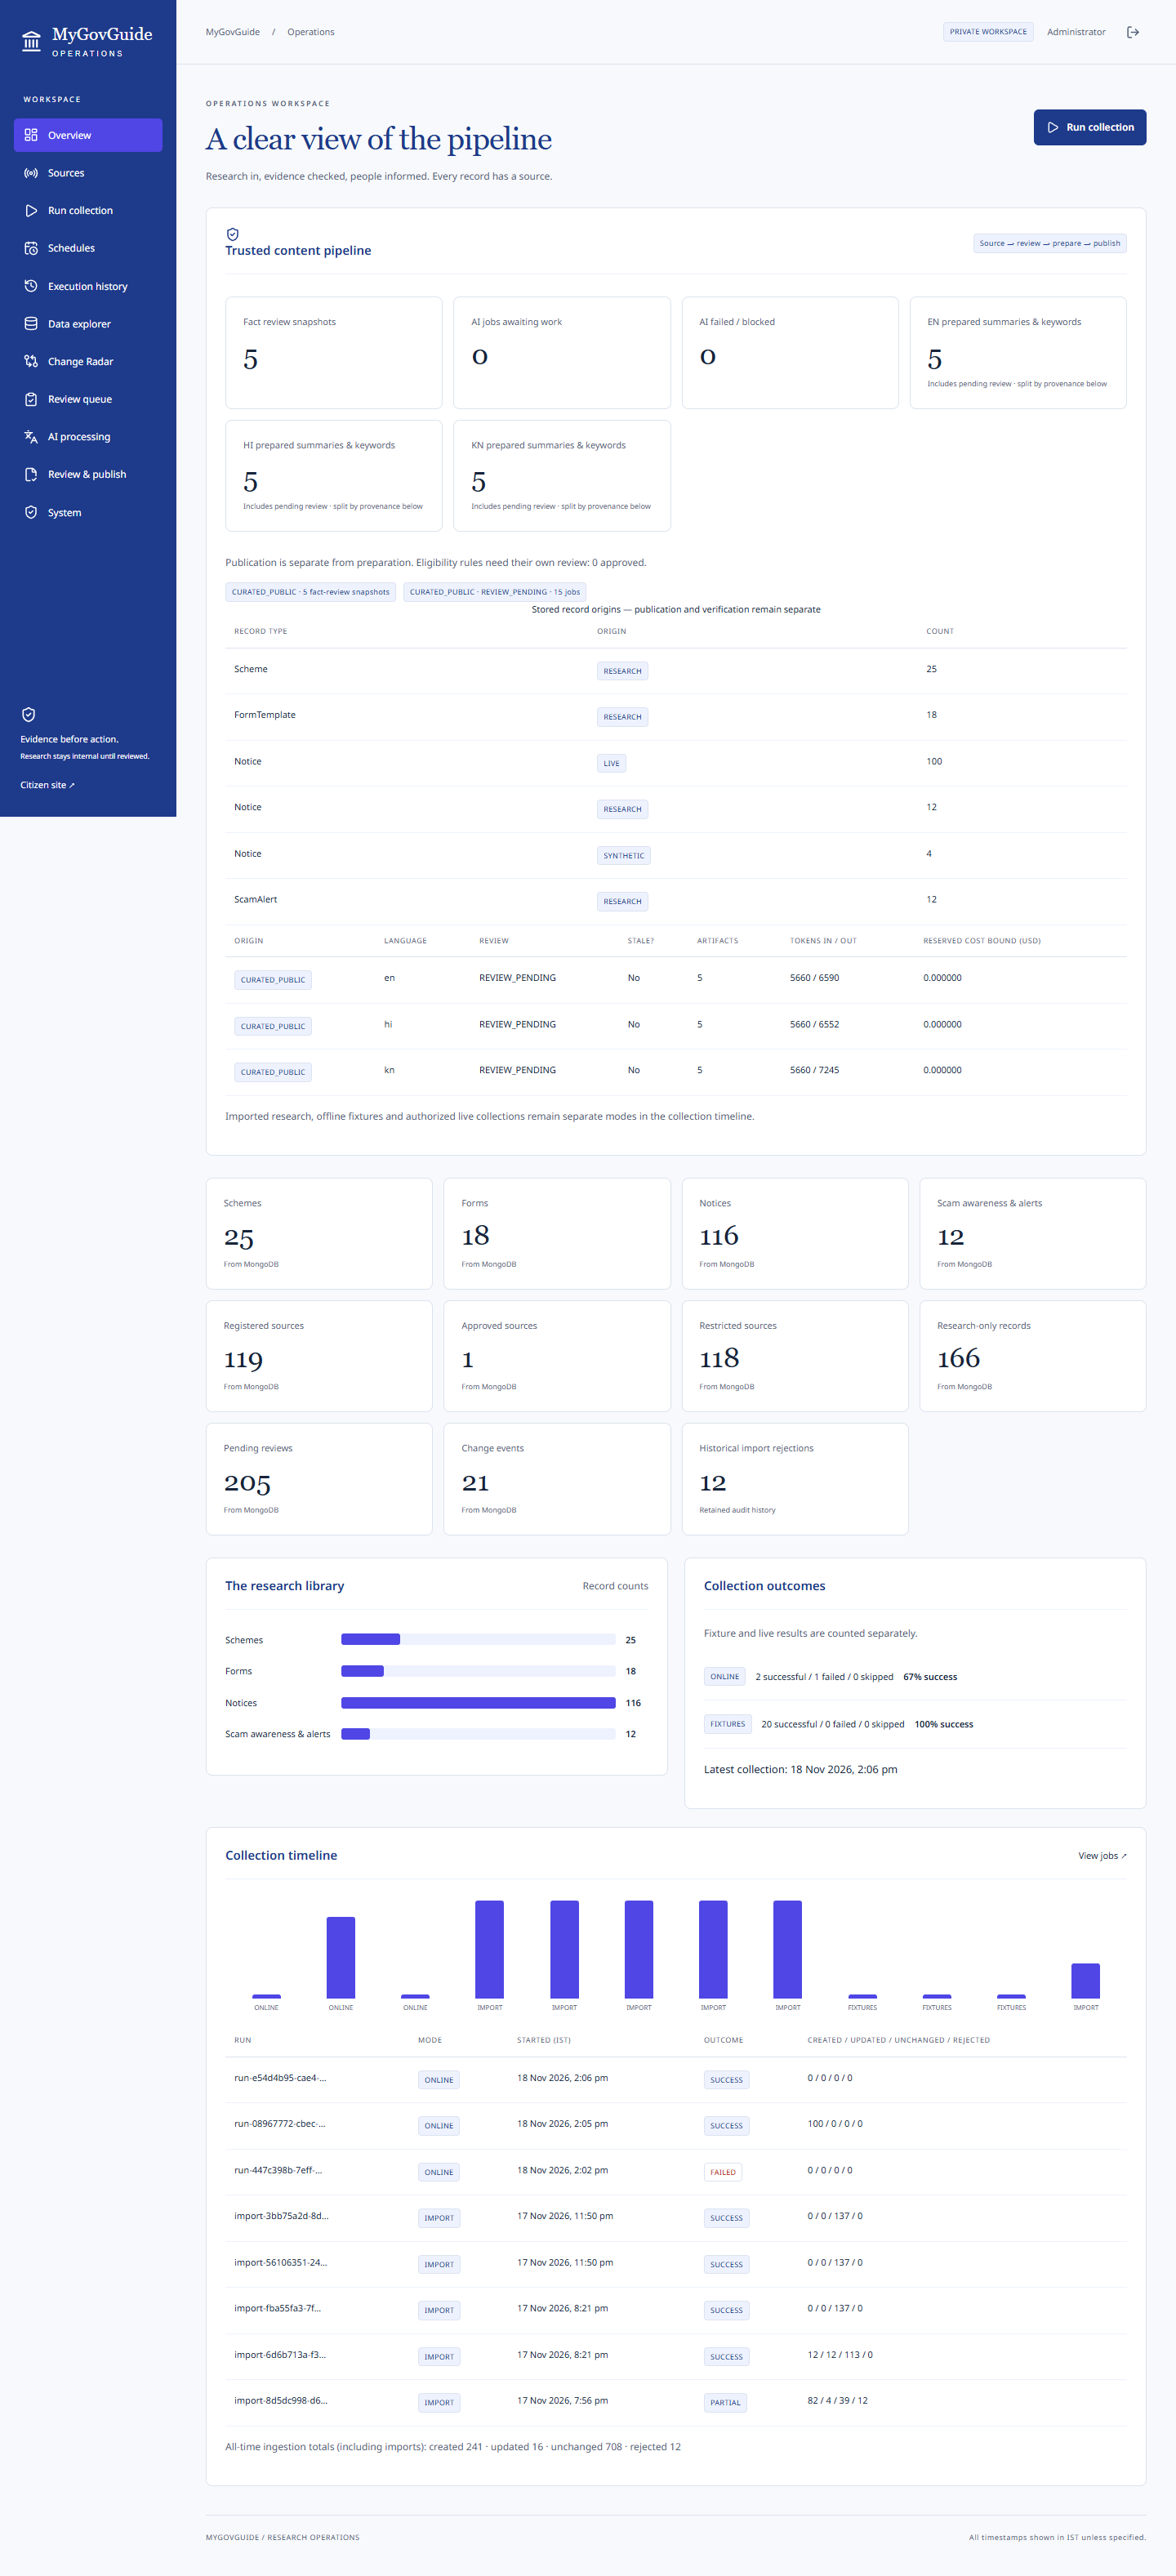 MyGovGuide
OPERATIONS
WORKSPACE
Overview
Sources
Run collection
Schedules
Execution history
Data explorer
Change Radar
Review queue
AI processing
Review & publish
System
Evidence before action.
Research stays internal until reviewed.
Citizen site ↗
MyGovGuide / Operations
PRIVATE WORKSPACE Administrator
OPERATIONS WORKSPACE
A clear view of the pipeline
Research in, evidence checked, people informed. Every record has a source.
Run collection
Trusted content pipeline
Source → review → prepare → publish
Fact review snapshots
5
AI jobs awaiting work
0
AI failed / blocked
0
EN prepared summaries & keywords
5
Includes pending review · split by provenance below
HI prepared summaries & keywords
5
Includes pending review · split by provenance below
KN prepared summaries & keywords
5
Includes pending review · split by provenance below
Publication is separate from preparation. Eligibility rules need their own review: 0 approved.
CURATED_PUBLIC · 5 fact-review snapshots CURATED_PUBLIC · REVIEW_PENDING · 15 jobs
Stored record origins — publication and verification remain separate
RECORD TYPE ORIGIN COUNT
Scheme RESEARCH 25
FormTemplate RESEARCH 18
Notice LIVE 100
Notice RESEARCH 12
Notice SYNTHETIC 4
ScamAlert RESEARCH 12
ORIGIN LANGUAGE REVIEW STALE? ARTIFACTS TOKENS IN / OUT RESERVED COST BOUND (USD)
CURATED_PUBLIC en REVIEW_PENDING No 5 5660 / 6590 0.000000
CURATED_PUBLIC hi REVIEW_PENDING No 5 5660 / 6552 0.000000
CURATED_PUBLIC kn REVIEW_PENDING No 5 5660 / 7245 0.000000
Imported research, offline fixtures and authorized live collections remain separate modes in the collection timeline.
Schemes
25
From MongoDB
Forms
18
From MongoDB
Notices
116
From MongoDB
Scam awareness & alerts
12
From MongoDB
Registered sources
119
From MongoDB
Approved sources
1
From MongoDB
Restricted sources
118
From MongoDB
Research-only records
166
From MongoDB
Pending reviews
205
From MongoDB
Change events
21
From MongoDB
Historical import rejections
12
Retained audit history
The research library Record counts
Schemes 25
Forms 18
Notices 116
Scam awareness & alerts 12
Collection outcomes
Fixture and live results are counted separately.
ONLINE 2 successful / 1 failed / 0 skipped 67% success
FIXTURES 20 successful / 0 failed / 0 skipped 100% success
Latest collection: 18 Nov 2026, 2:06 pm
Collection timeline View jobs ↗
ONLINE ONLINE ONLINE IMPORT IMPORT IMPORT IMPORT IMPORT FIXTURES FIXTURES FIXTURES IMPORT
RUN MODE STARTED (IST) OUTCOME CREATED / UPDATED / UNCHANGED / REJECTED
run-e54d4b95-cae4-... ONLINE 18 Nov 2026, 2:06 pm SUCCESS 0 / 0 / 0 / 0
run-08967772-cbec-... ONLINE 18 Nov 2026, 2:05 pm SUCCESS 100 / 0 / 0 / 0
run-447c398b-7eff-... ONLINE 18 Nov 2026, 2:02 pm FAILED 0 / 0 / 0 / 0
import-3bb75a2d-8d... IMPORT 17 Nov 2026, 11:50 pm SUCCESS 0 / 0 / 137 / 0
import-56106351-24... IMPORT 17 Nov 2026, 11:50 pm SUCCESS 0 / 0 / 137 / 0
import-fba55fa3-7f... IMPORT 17 Nov 2026, 8:21 pm SUCCESS 0 / 0 / 137 / 0
import-6d6b713a-f3... IMPORT 17 Nov 2026, 8:21 pm SUCCESS 12 / 12 / 113 / 0
import-8d5dc998-d6... IMPORT 17 Nov 2026, 7:56 pm PARTIAL 82 / 4 / 39 / 12
All-time ingestion totals (including imports): created 241 · updated 16 · unchanged 708 · rejected 12
MYGOVGUIDE / RESEARCH OPERATIONS
All timestamps shown in IST unless specified.